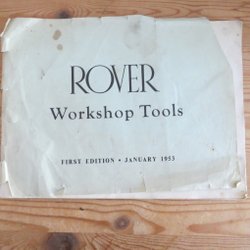 ROVER
Workshop Tools
FIRST EDITION • JANUARY 1953